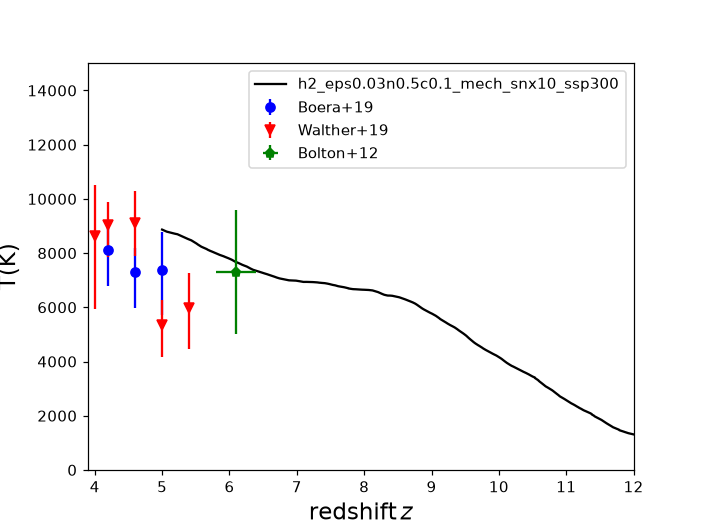 h2_eps0.03n0.5c0.1_mech_snx10_ssp300
Boera+19
Walther+19
Bolton+12
14000
12000
10000
8000
6000
4000
2000
0
T(K)
4 5 6 7 8 9 10 11 12
redshift z